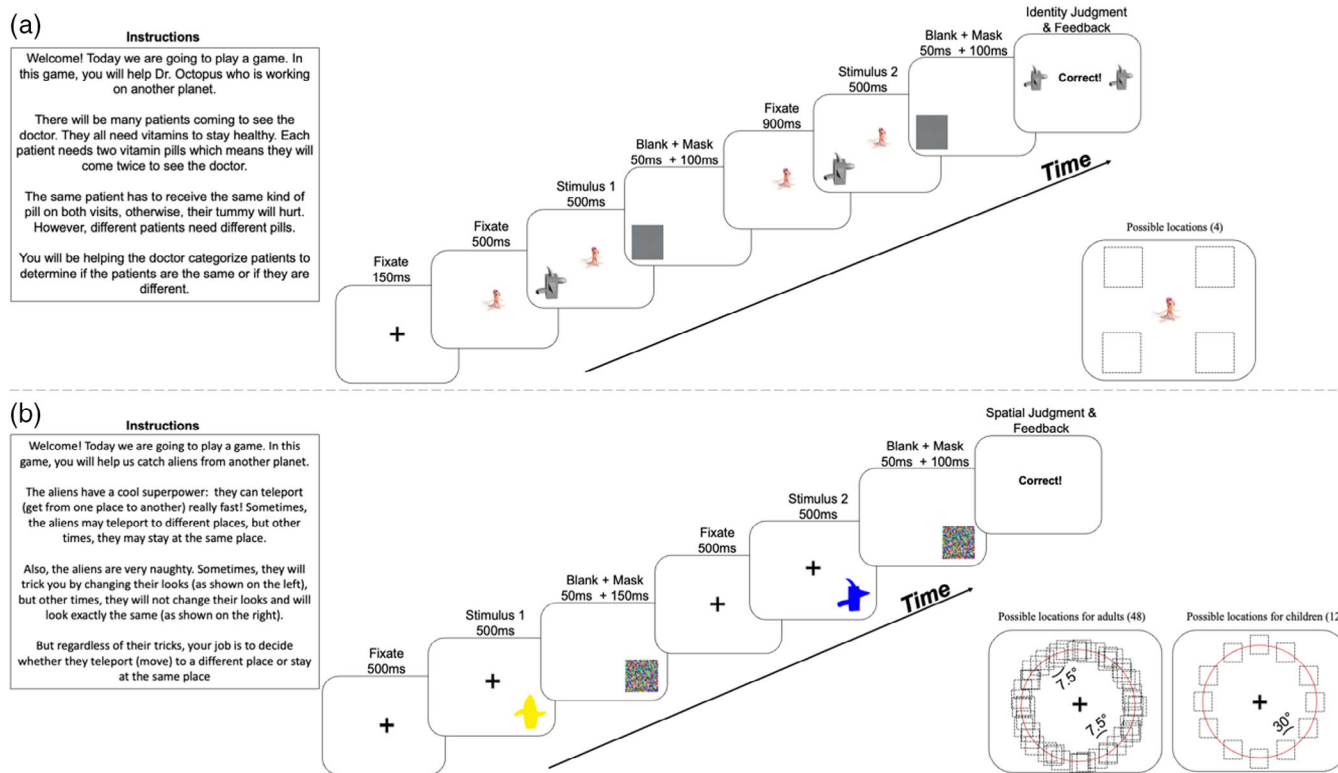 (a)
Instructions
Welcome! Today we are going to play a game. In
this game, you will help Dr. Octopus who is working
on another planet.
There will be many patients coming to see the
doctor. They all need vitamins to stay healthy. Each
patient needs two vitamin pills which means they will
come twice to see the doctor.
The same patient has to receive the same kind of
pill on both visits, otherwise, their tummy will hurt.
However, different patients need different pills.
You will be helping the doctor categorize patients to
determine if the patients are the same or if they are
different.
Fixate
150ms
Fixate
500ms
Stimulus 1
500ms
Blank + Mask
50ms + 100ms
Fixate
900ms
Stimulus 2
500ms
Blank + Mask
50ms + 100ms
Identity Judgment
& Feedback
Correct!
Time
Possible locations (4)
(b)
Instructions
Welcome! Today we are going to play a game. In this
game, you will help us catch aliens from another planet.
The aliens have a cool superpower: they can teleport
(get from one place to another) really fast! Sometimes,
the aliens may teleport to different places, but other
times, they may stay at the same place.
Also, the aliens are very naughty. Sometimes, they will
trick you by changing their looks (as shown on the left),
but other times, they will not change their looks and will
look exactly the same (as shown on the right).
But regardless of their tricks, your job is to decide
whether they teleport (move) to a different place or stay
at the same place
Fixate
500ms
Stimulus 1
500ms
Blank + Mask
50ms + 150ms
Fixate
500ms
Stimulus 2
500ms
Blank + Mask
50ms + 100ms
Spatial Judgment &
Feedback
Correct!
Time
Possible locations for adults (48)
7.5°
7.5°
Possible locations for children (12
30°